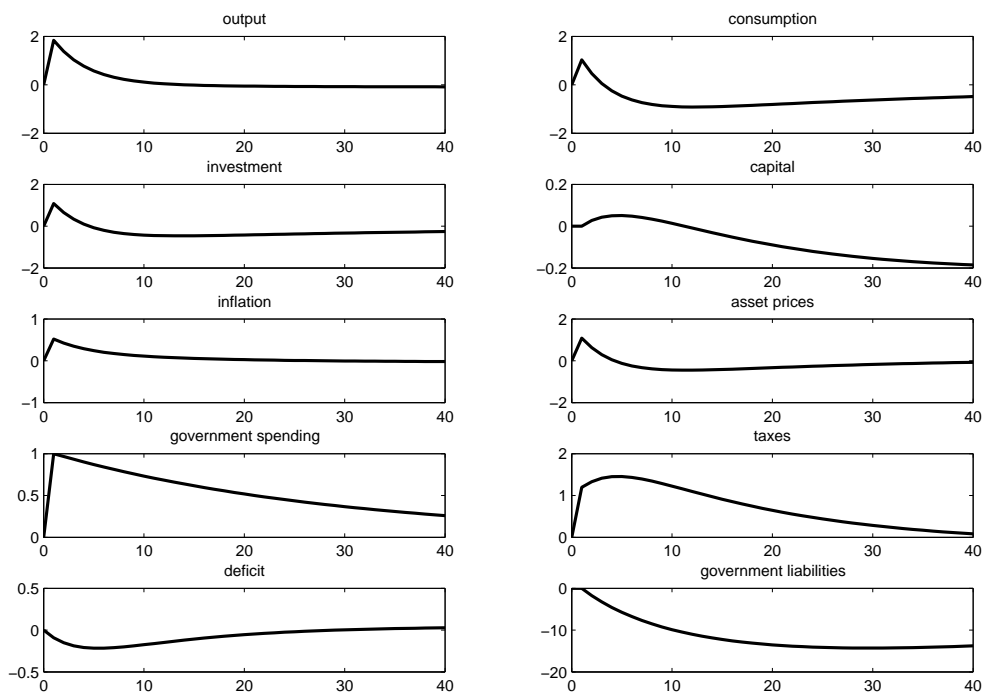 output
2
0
−2
0 10 20 30 40
consumption
2
0
−2
0 10 20 30 40
investment
2
0
−2
0 10 20 30 40
capital
0.2
0
−0.2
0 10 20 30 40
inflation
1
0
−1
0 10 20 30 40
asset prices
2
0
−2
0 10 20 30 40
government spending
1
0.5
0
0 10 20 30 40
taxes
2
1
0
0 10 20 30 40
deficit
0.5
0
−0.5
0 10 20 30 40
government liabilities
0
−10
−20
0 10 20 30 40